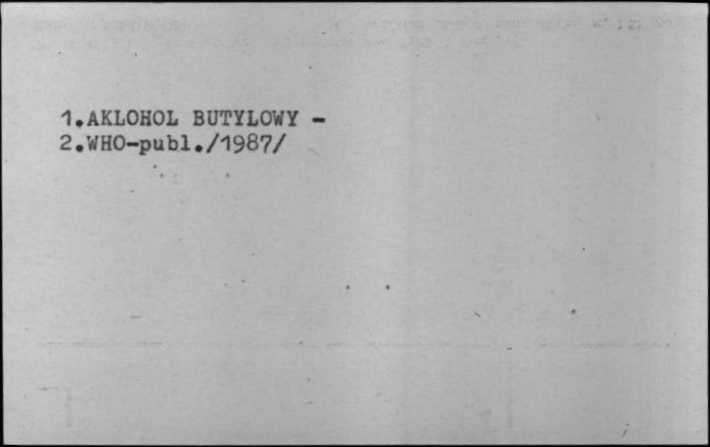 1.AKLOHOL BUTYLOWY -
2.WHO-publ./1987/